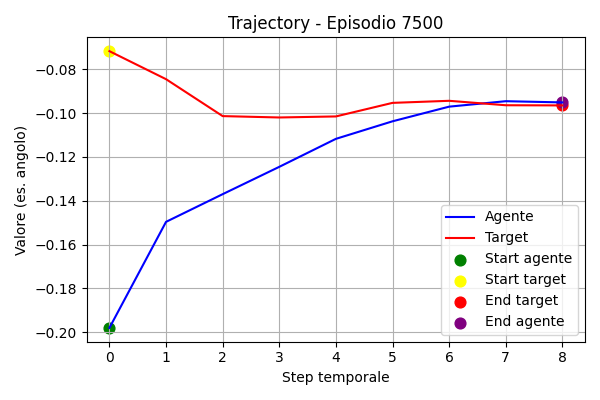 Trajectory - Episodio 7500
Valore (es. angolo)
−0.08
−0.10
−0.12
−0.14
−0.16
−0.18
−0.20
0 1 2 3 4 5 6 7 8
Step temporale
Agente
Target
Start agente
Start target
End target
End agente